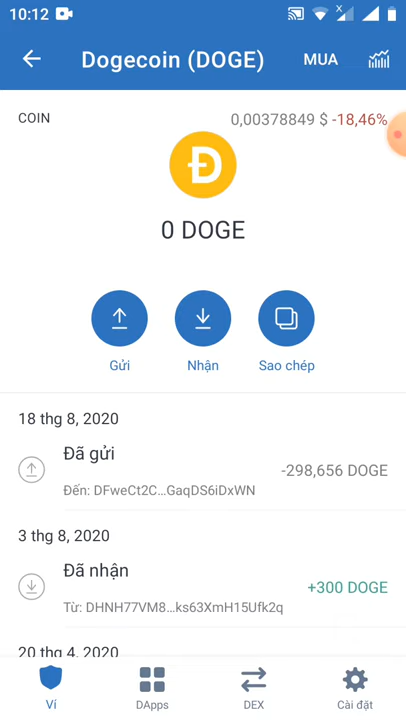 10:12
Dogecoin (DOGE)
MUA
COIN
0,00378849 $ -18,46%
0 DOGE
Gửi
Nhận
Sao chép
18 thg 8, 2020
Đã gửi
-298,656 DOGE
Đến: DFweCt2C...GaqDS6iDxWN
3 thg 8, 2020
Đã nhận
+300 DOGE
Từ: DHNH77VM8...ks63XmH15Ufk2q
20 thg 4, 2020
Ví
DApps
DEX
Cài đặt